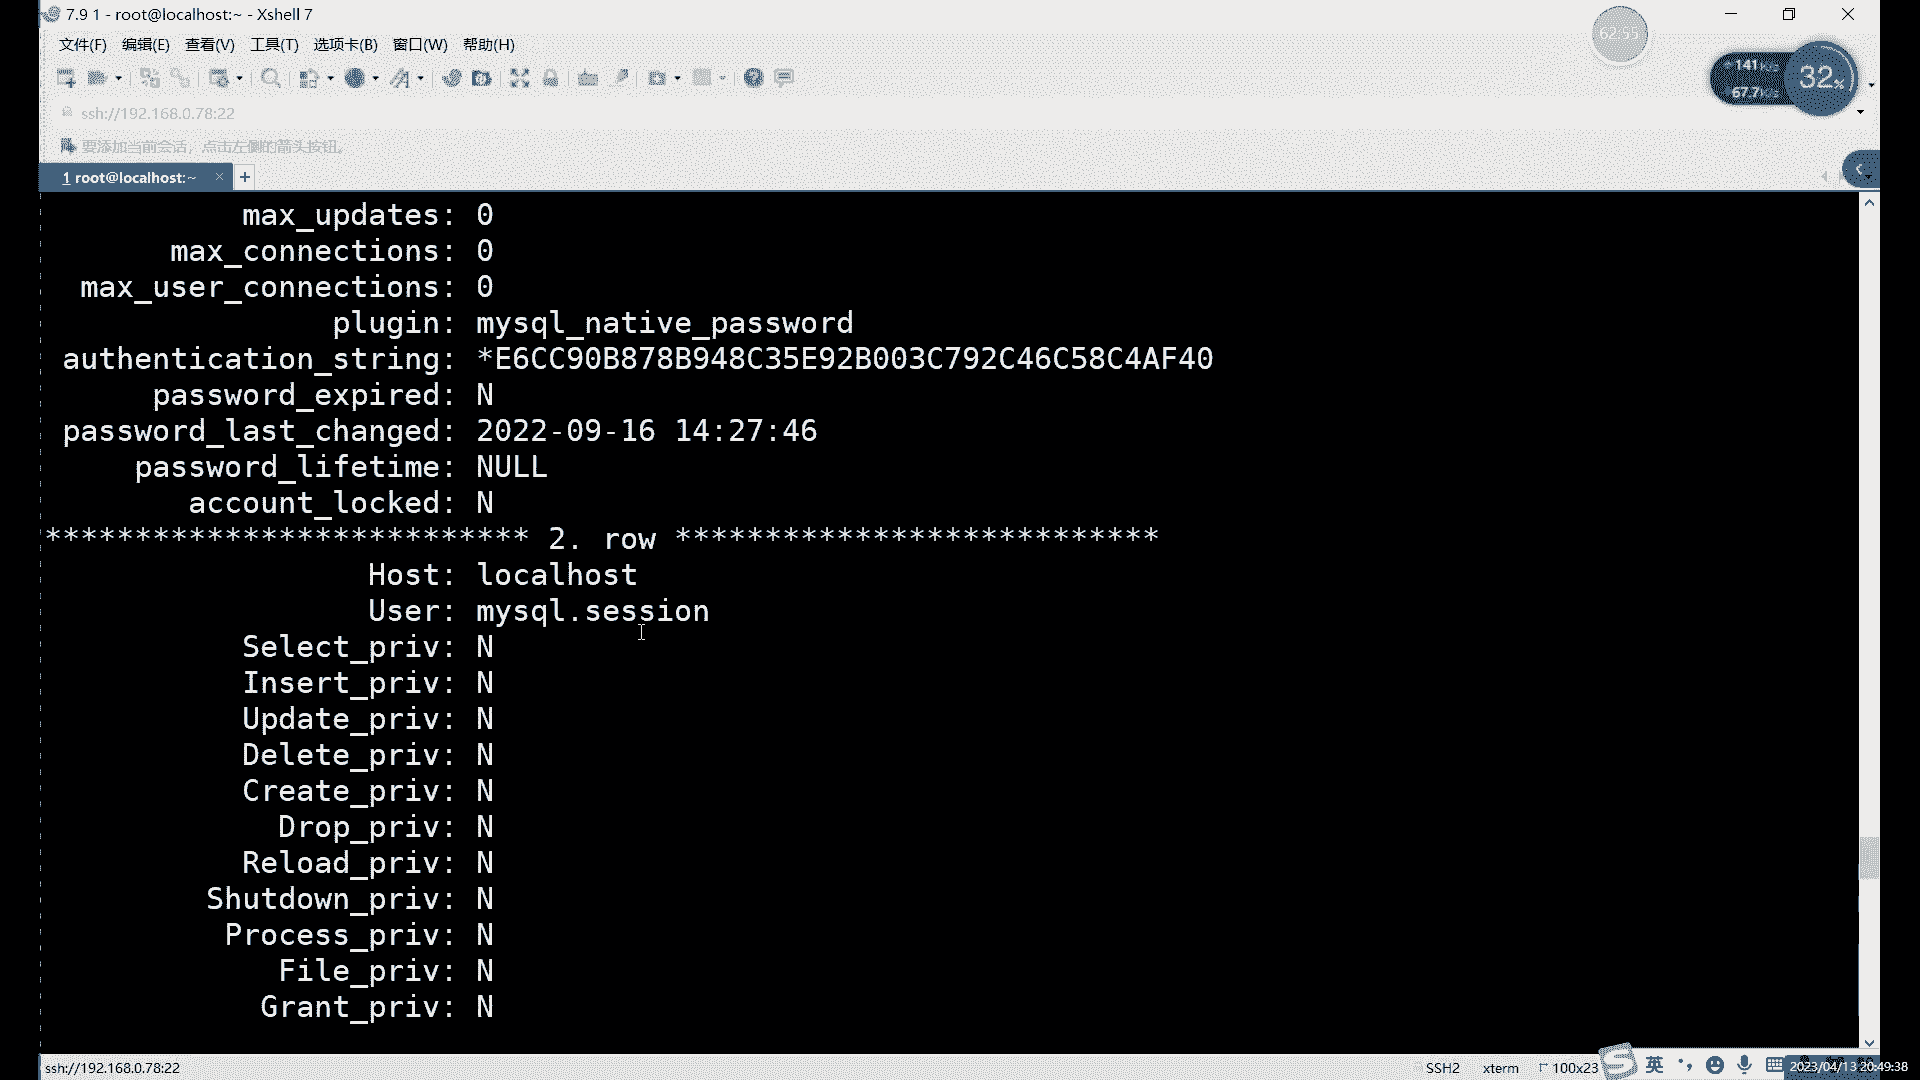 7.9 1 - root@localhost:~ - Xshell 7
62:55
文件(F) 编辑(E) 查看(V) 工具(T) 选项卡(B) 窗口(W) 帮助(H)
141K/s
67.7K/s
32%
ssh://192.168.0.78:22
要添加当前会话，点击左侧的箭头按钮。
1 root@localhost:~ × +
max_updates: 0
max_connections: 0
max_user_connections: 0
plugin: mysql_native_password
authentication_string: *E6CC90B878B948C35E92B003C792C46C58C4AF40
password_expired: N
password_last_changed: 2022-09-16 14:27:46
password_lifetime: NULL
account_locked: N
*************************** 2. row ***************************
Host: localhost
User: mysql.session
Select_priv: N
Insert_priv: N
Update_priv: N
Delete_priv: N
Create_priv: N
Drop_priv: N
Reload_priv: N
Shutdown_priv: N
Process_priv: N
File_priv: N
Grant_priv: N
ssh://192.168.0.78:22 SSH2 xterm 100x23 英 2023/04/13 20:49:38